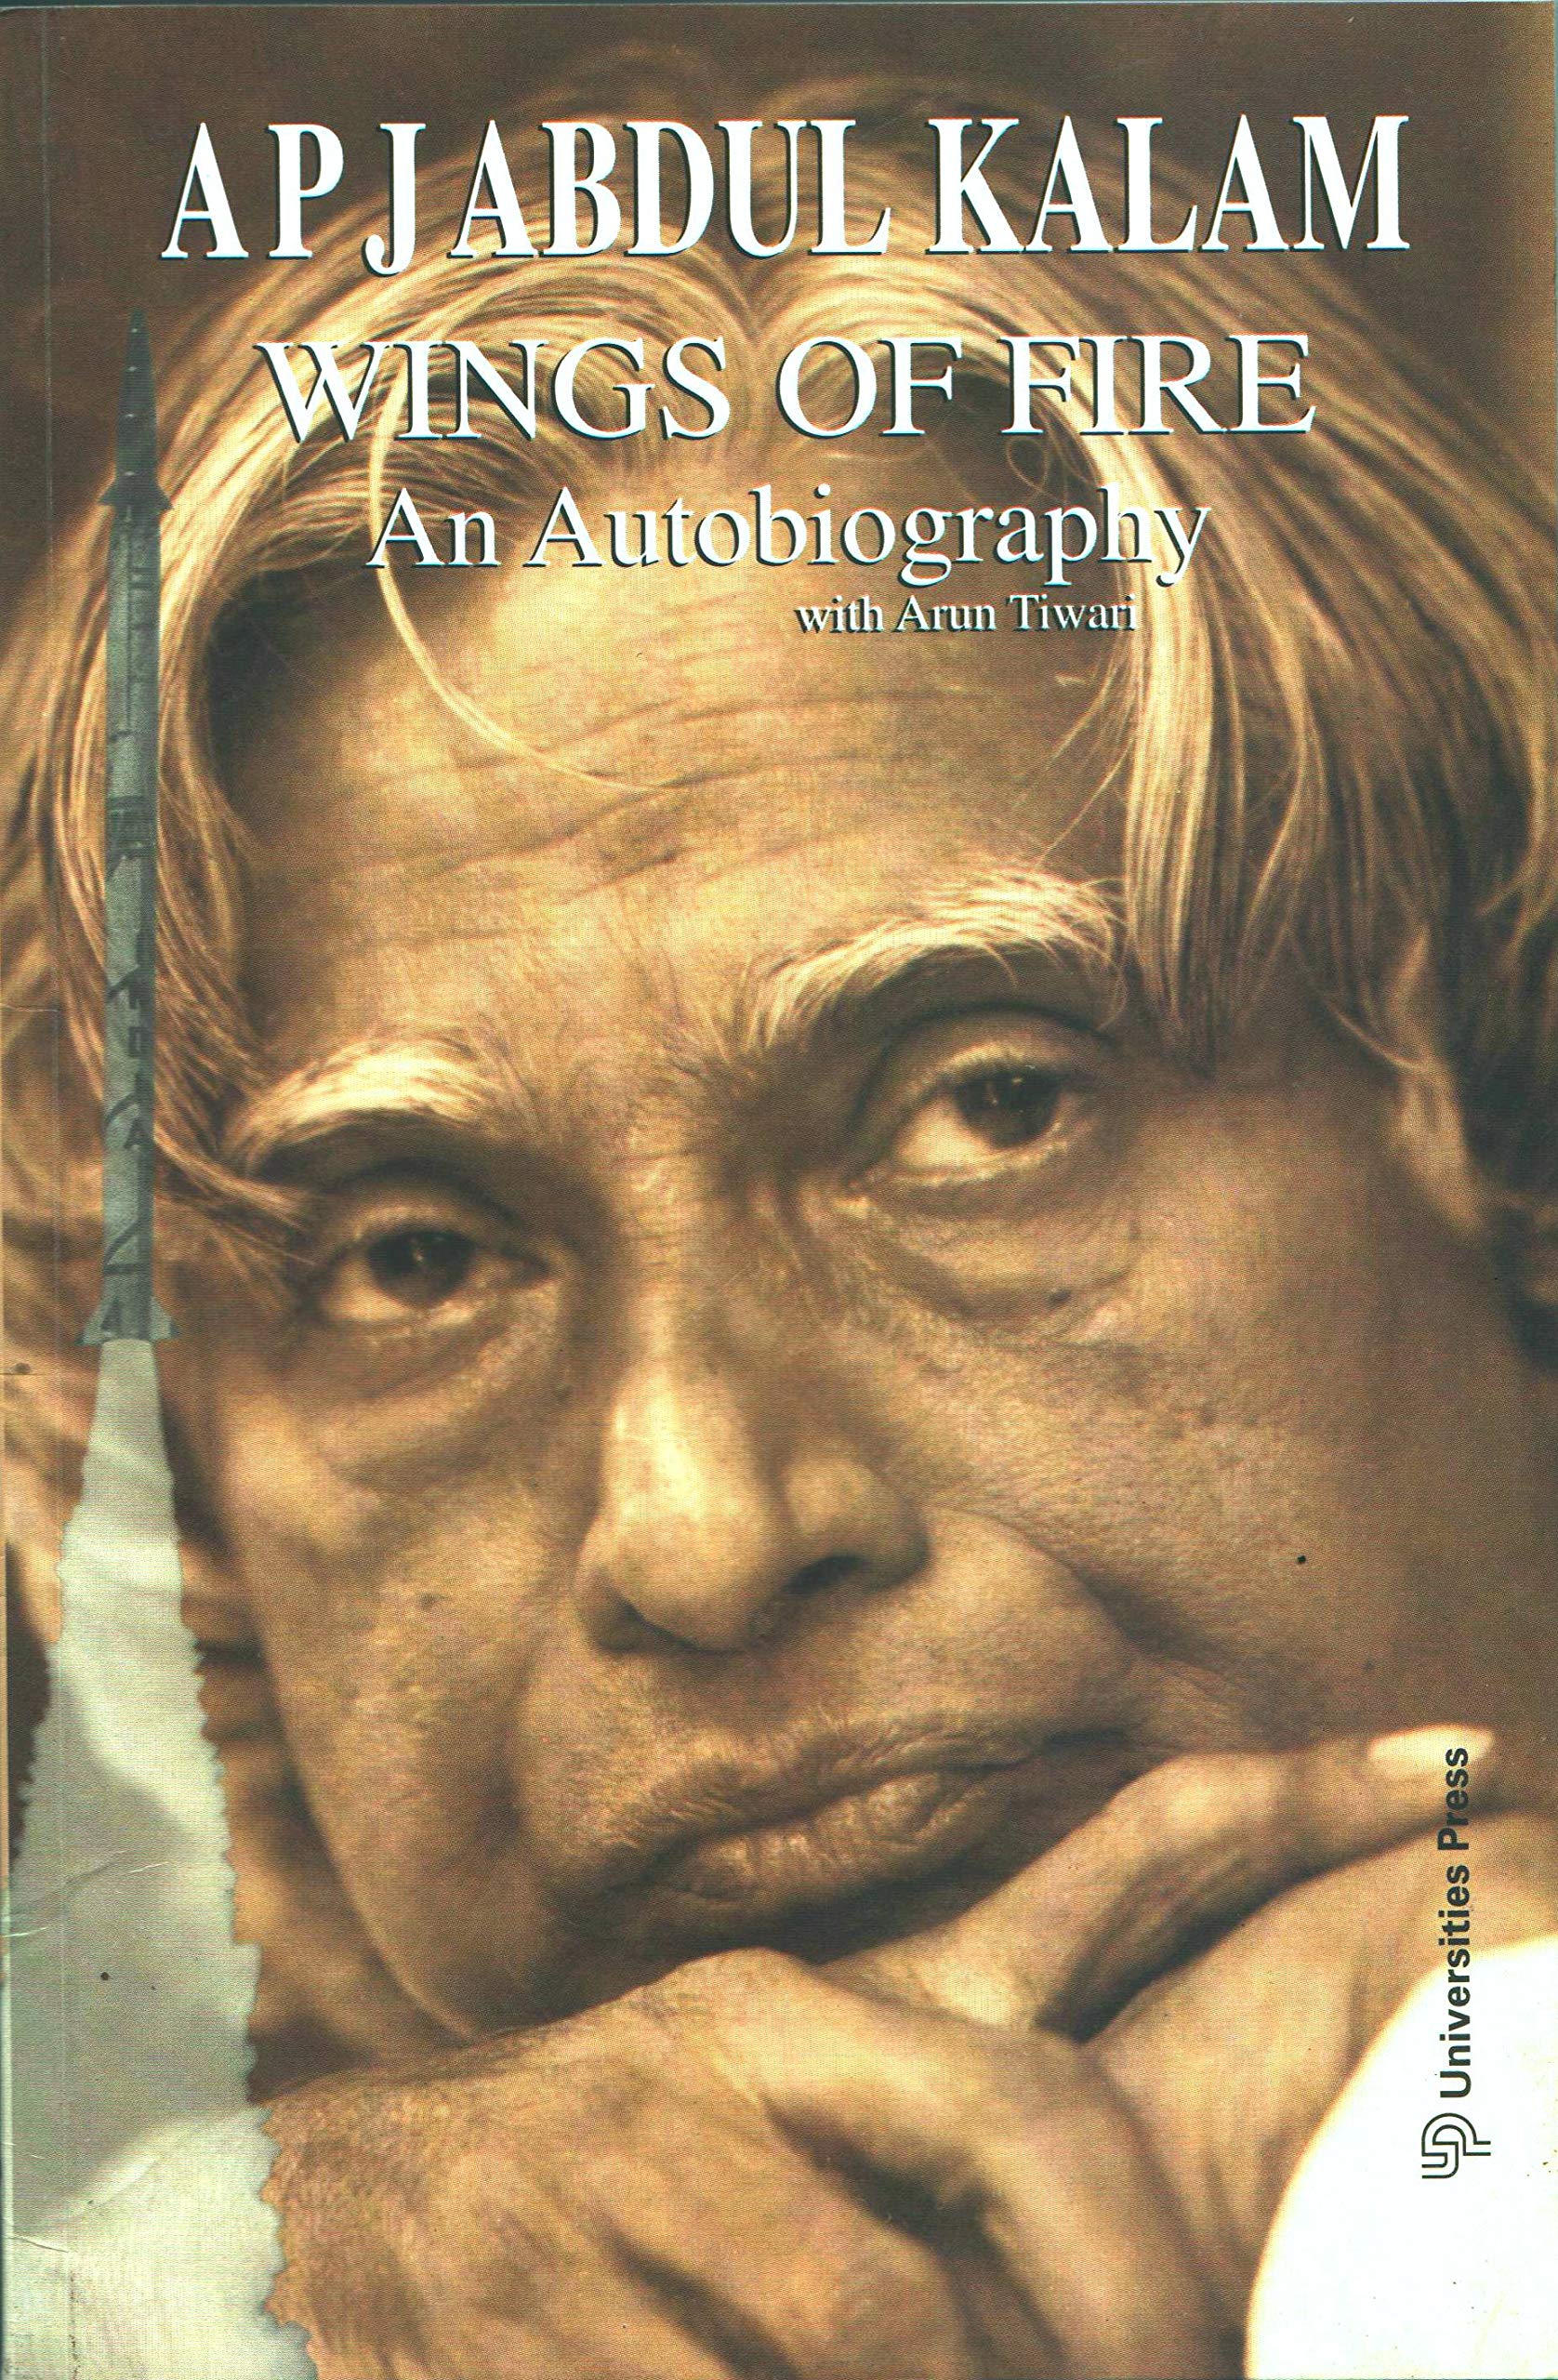 A P J ABDUL KALAM
WINGS OF FIRE
An Autobiography
with Arun Tiwari
Universities Press